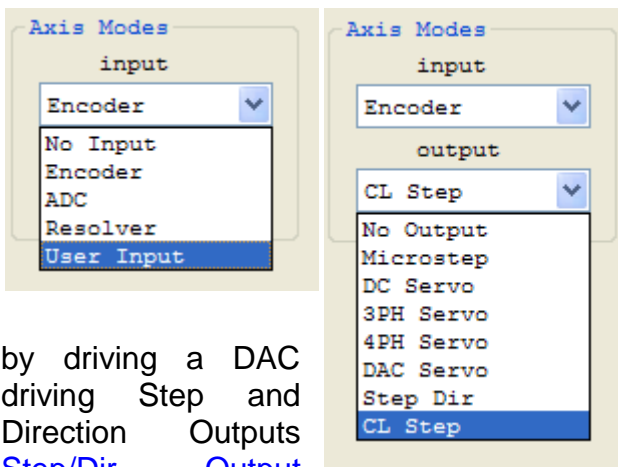 Axis Modes
input
Encoder
No Input
Encoder
ADC
Resolver
User Input
Axis Modes
input
Encoder
output
CL Step
No Output
Microstep
DC Servo
3PH Servo
4PH Servo
DAC Servo
Step Dir
CL Step
by driving a DAC
driving Step and
Direction Outputs
Step/Dir Output